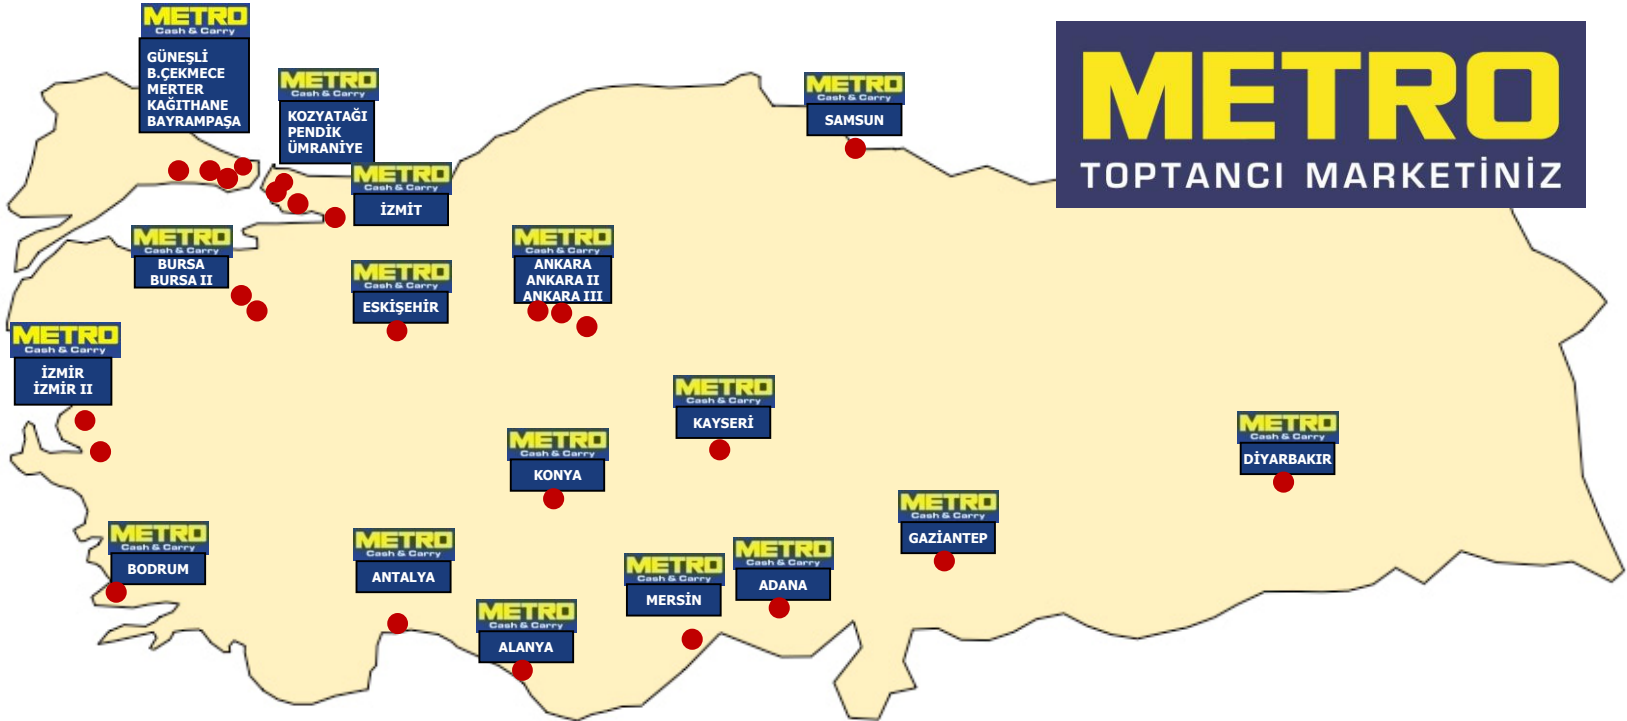 METRO
Cash & Carry
GÜNEŞLİ
B.ÇEKMECE
MERTER
KAĞITHANE
BAYRAMPAŞA
METRO
Cash & Carry
KOZYATAĞI
PENDİK
ÜMRANİYE
METRO
Cash & Carry
SAMSUN
METRO
TOPTANCI MARKETİNİZ
METRO
Cash & Carry
İZMİT
METRO
Cash & Carry
BURSA
BURSA II
METRO
Cash & Carry
ESKİŞEHİR
METRO
Cash & Carry
ANKARA
ANKARA II
ANKARA III
METRO
Cash & Carry
İZMİR
İZMİR II
METRO
Cash & Carry
KAYSERİ
METRO
Cash & Carry
KONYA
METRO
Cash & Carry
DİYARBAKIR
METRO
Cash & Carry
GAZİANTEP
METRO
Cash & Carry
BODRUM
METRO
Cash & Carry
ANTALYA
METRO
Cash & Carry
MERSİN
METRO
Cash & Carry
ADANA
METRO
Cash & Carry
ALANYA